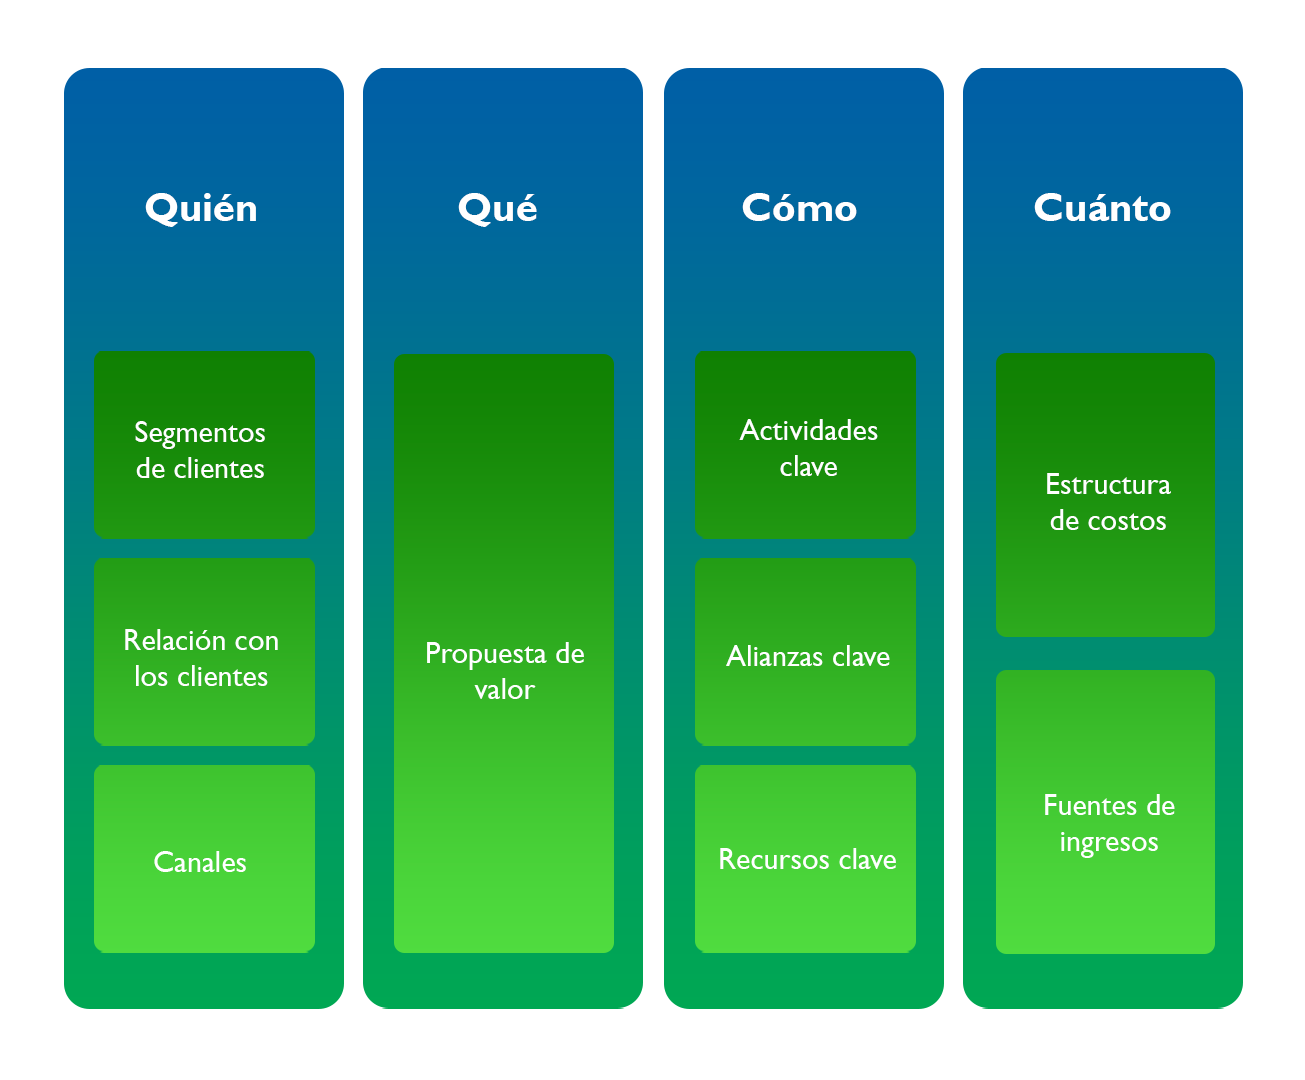 Quién
Segmentos
de clientes
Relación con
los clientes
Canales
Qué
Propuesta de
valor
Cómo
Actividades
clave
Alianzas clave
Recursos clave
Cuánto
Estructura
de costos
Fuentes de
ingresos